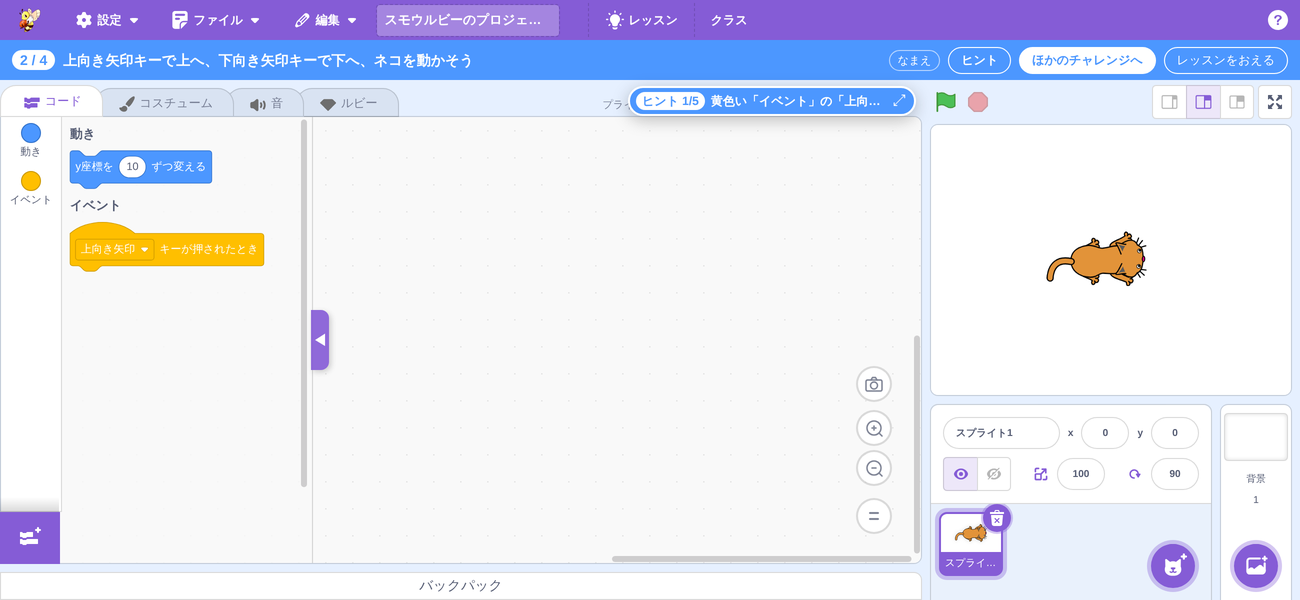 設定
ファイル
編集
スモウルビーのプロジェ…
レッスン
クラス
?
2 / 4
上向き矢印キーで上へ、下向き矢印キーで下へ、ネコを動かそう
なまえ
ヒント
ほかのチャレンジへ
レッスンをおえる
コード
コスチューム
音
ルビー
ヒント 1/5
黄色い「イベント」の「上向…
動き
イベント
動き
y座標を 10 ずつ変える
イベント
上向き矢印 キーが押されたとき
スプライト1
x
0
y
0
100
90
スプライ…
背景
1
バックパック